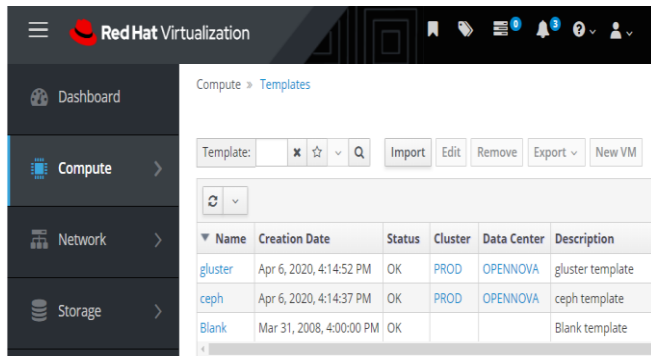 Red Hat Virtualization
0
3
Dashboard
Compute
Network
Storage
Compute » Templates
Template:
Import Edit Remove Export New VM
Name Creation Date Status Cluster Data Center Description
gluster Apr 6, 2020, 4:14:52 PM OK PROD OPENNOVA gluster template
ceph Apr 6, 2020, 4:14:37 PM OK PROD OPENNOVA ceph template
Blank Mar 31, 2008, 4:00:00 PM OK Blank template